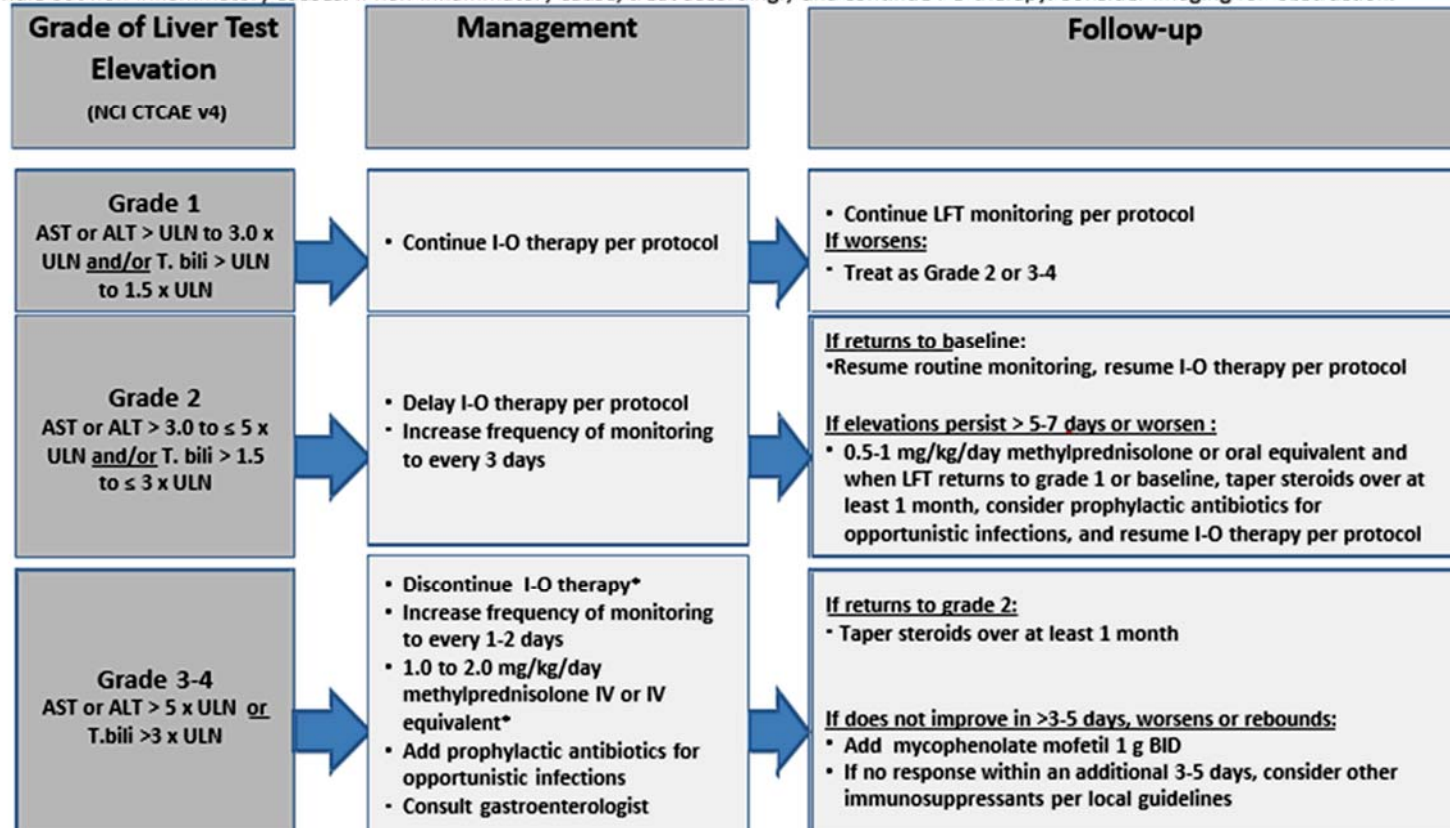 Grade of Liver Test
Elevation
(NCI CTCAE v4)
Management
Follow-up
Grade 1
AST or ALT > ULN to 3.0 x
ULN and/or T. bili > ULN
to 1.5 x ULN
• Continue I-O therapy per protocol
• Continue LFT monitoring per protocol
If worsens:
• Treat as Grade 2 or 3-4
Grade 2
AST or ALT > 3.0 to ≤ 5 x
ULN and/or T. bili > 1.5
to ≤ 3 x ULN
• Delay I-O therapy per protocol
• Increase frequency of monitoring
to every 3 days
If returns to baseline:
•Resume routine monitoring, resume I-O therapy per protocol
If elevations persist > 5-7 days or worsen :
• 0.5-1 mg/kg/day methylprednisolone or oral equivalent and
when LFT returns to grade 1 or baseline, taper steroids over at
least 1 month, consider prophylactic antibiotics for
opportunistic infections, and resume I-O therapy per protocol
Grade 3-4
AST or ALT > 5 x ULN or
T.bili >3 x ULN
• Discontinue I-O therapy*
• Increase frequency of monitoring
to every 1-2 days
• 1.0 to 2.0 mg/kg/day
methylprednisolone IV or IV
equivalent*
• Add prophylactic antibiotics for
opportunistic infections
• Consult gastroenterologist
If returns to grade 2:
• Taper steroids over at least 1 month
If does not improve in >3-5 days, worsens or rebounds:
• Add mycophenolate mofetil 1 g BID
• If no response within an additional 3-5 days, consider other
immunosuppressants per local guidelines